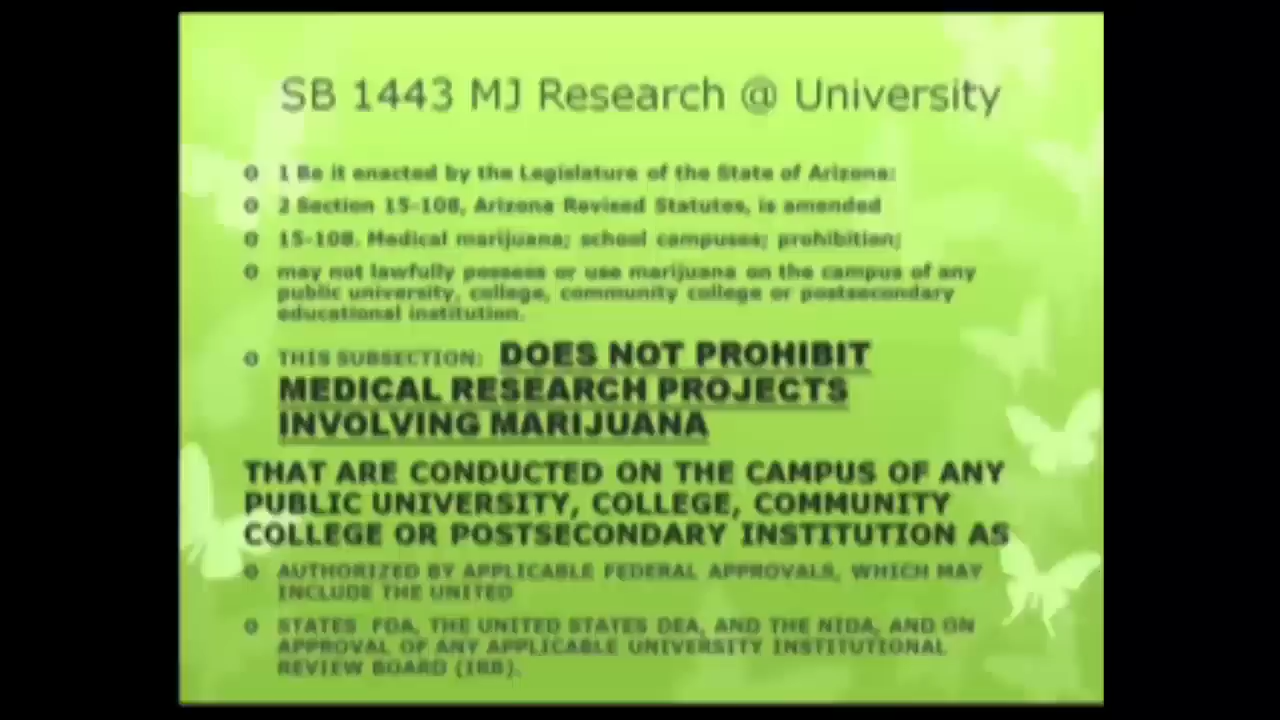 SB 1443 MJ Research @ University
1 Be it enacted by the Legislature of the State of Arizona:
2 Section 15-108, Arizona Revised Statutes, is amended
15-108. Medical marijuana; school campuses; prohibition;
may not lawfully possess or use marijuana on the campus of any
public university, college, community college or postsecondary
educational institution.
THIS SUBSECTION: DOES NOT PROHIBIT
MEDICAL RESEARCH PROJECTS
INVOLVING MARIJUANA
THAT ARE CONDUCTED ON THE CAMPUS OF ANY
PUBLIC UNIVERSITY, COLLEGE, COMMUNITY
COLLEGE OR POSTSECONDARY INSTITUTION AS
AUTHORIZED BY APPLICABLE FEDERAL APPROVALS, WHICH MAY
INCLUDE THE UNITED
STATES FDA, THE UNITED STATES DEA, AND THE NIDA, AND ON
APPROVAL OF ANY APPLICABLE UNIVERSITY INSTITUTIONAL
REVIEW BOARD (IRB).